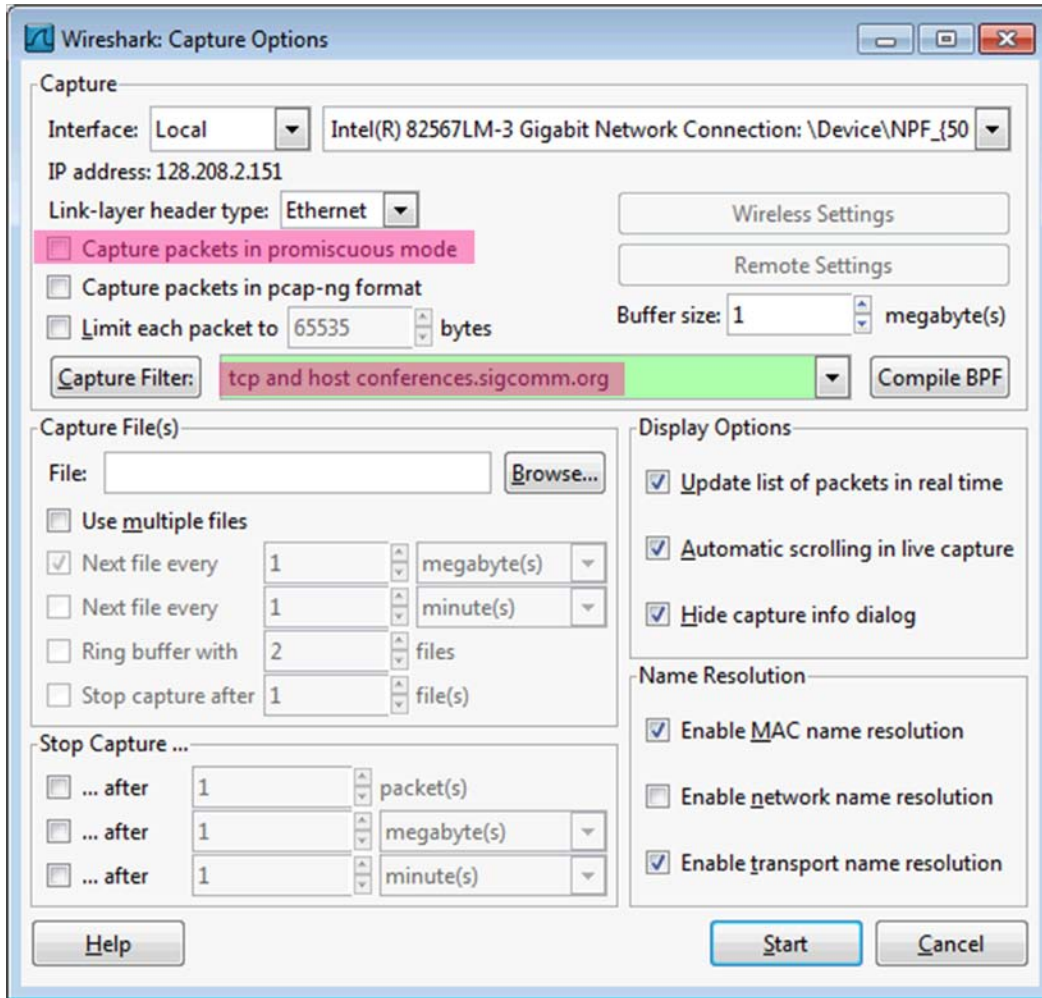 Wireshark: Capture Options
Capture
Interface: Local Intel(R) 82567LM-3 Gigabit Network Connection: \Device\NPF_{50
IP address: 128.208.2.151
Link-layer header type: Ethernet
Wireless Settings
Capture packets in promiscuous mode
Remote Settings
Capture packets in pcap-ng format
Buffer size: 1 megabyte(s)
Limit each packet to 65535 bytes
Capture Filter: tcp and host conferences.sigcomm.org Compile BPF
Capture File(s)
File: Browse...
Use multiple files
Next file every 1 megabyte(s)
Next file every 1 minute(s)
Ring buffer with 2 files
Stop capture after 1 file(s)
Stop Capture ...
... after 1 packet(s)
... after 1 megabyte(s)
... after 1 minute(s)
Display Options
Update list of packets in real time
Automatic scrolling in live capture
Hide capture info dialog
Name Resolution
Enable MAC name resolution
Enable network name resolution
Enable transport name resolution
Help Start Cancel